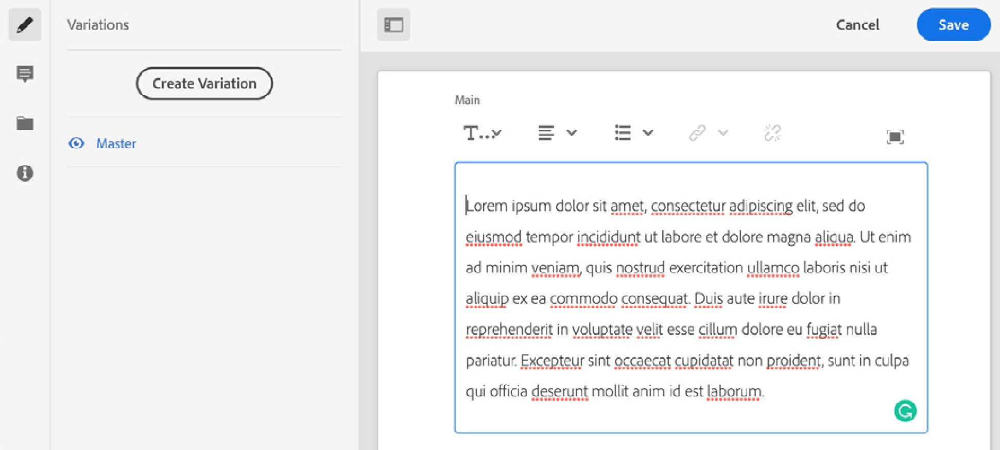 Variations
Cancel
Save
Create Variation
Master
Main
T...
Lorem ipsum dolor sit amet, consectetur adipiscing elit, sed do
eiusmod tempor incididunt ut labore et dolore magna aliqua. Ut enim
ad minim veniam, quis nostrud exercitation ullamco laboris nisi ut
aliquip ex ea commodo consequat. Duis aute irure dolor in
reprehenderit in voluptate velit esse cillum dolore eu fugiat nulla
pariatur. Excepteur sint occaecat cupidatat non proident, sunt in culpa
qui officia deserunt mollit anim id est laborum.